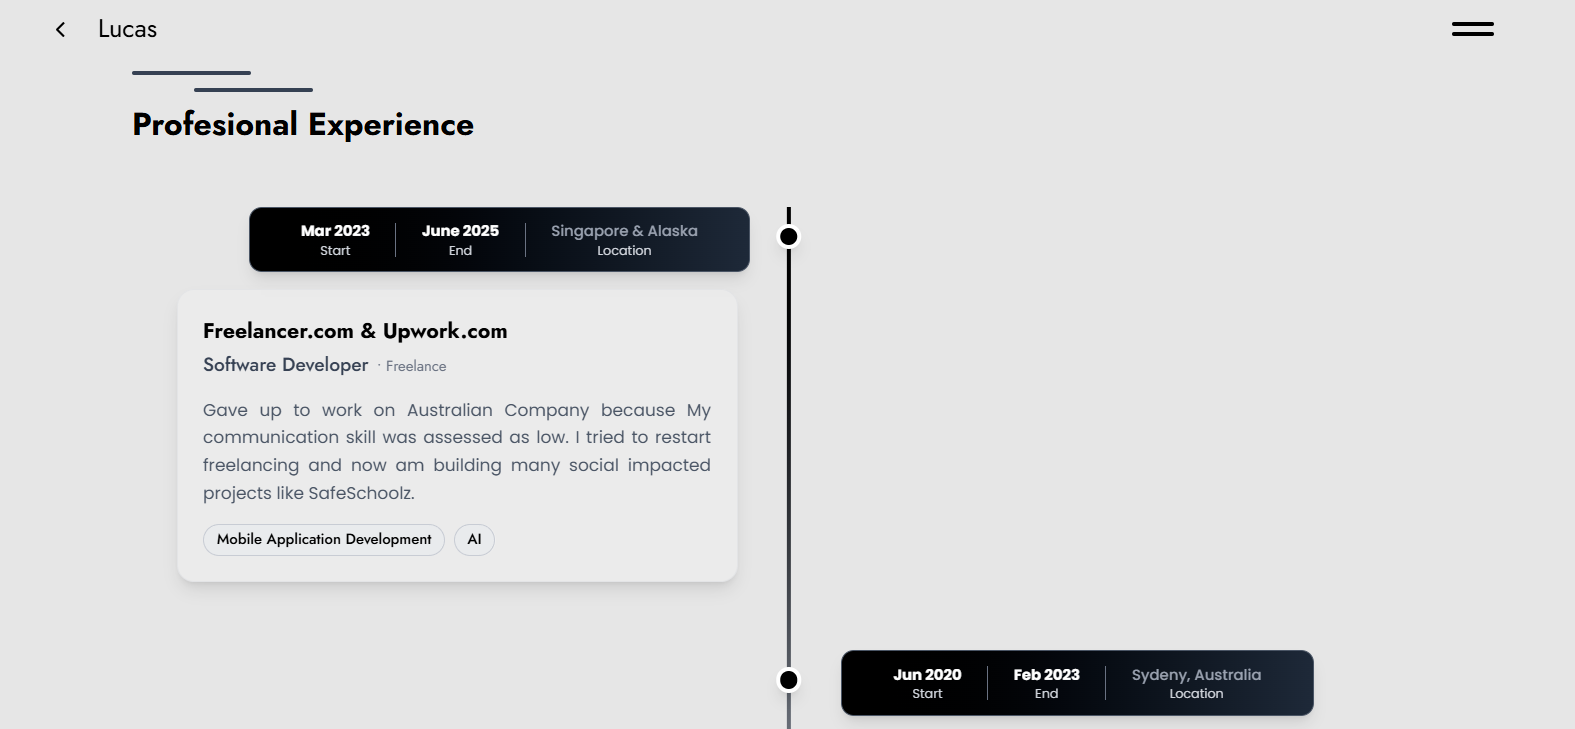 Lucas
Profesional Experience
Mar 2023 June 2025 Singapore & Alaska
Start End Location
Freelancer.com & Upwork.com
Software Developer · Freelance
Gave up to work on Australian Company because My
communication skill was assessed as low. I tried to restart
freelancing and now am building many social impacted
projects like SafeSchoolz.
Mobile Application Development AI
Jun 2020 Feb 2023 Sydeny, Australia
Start End Location